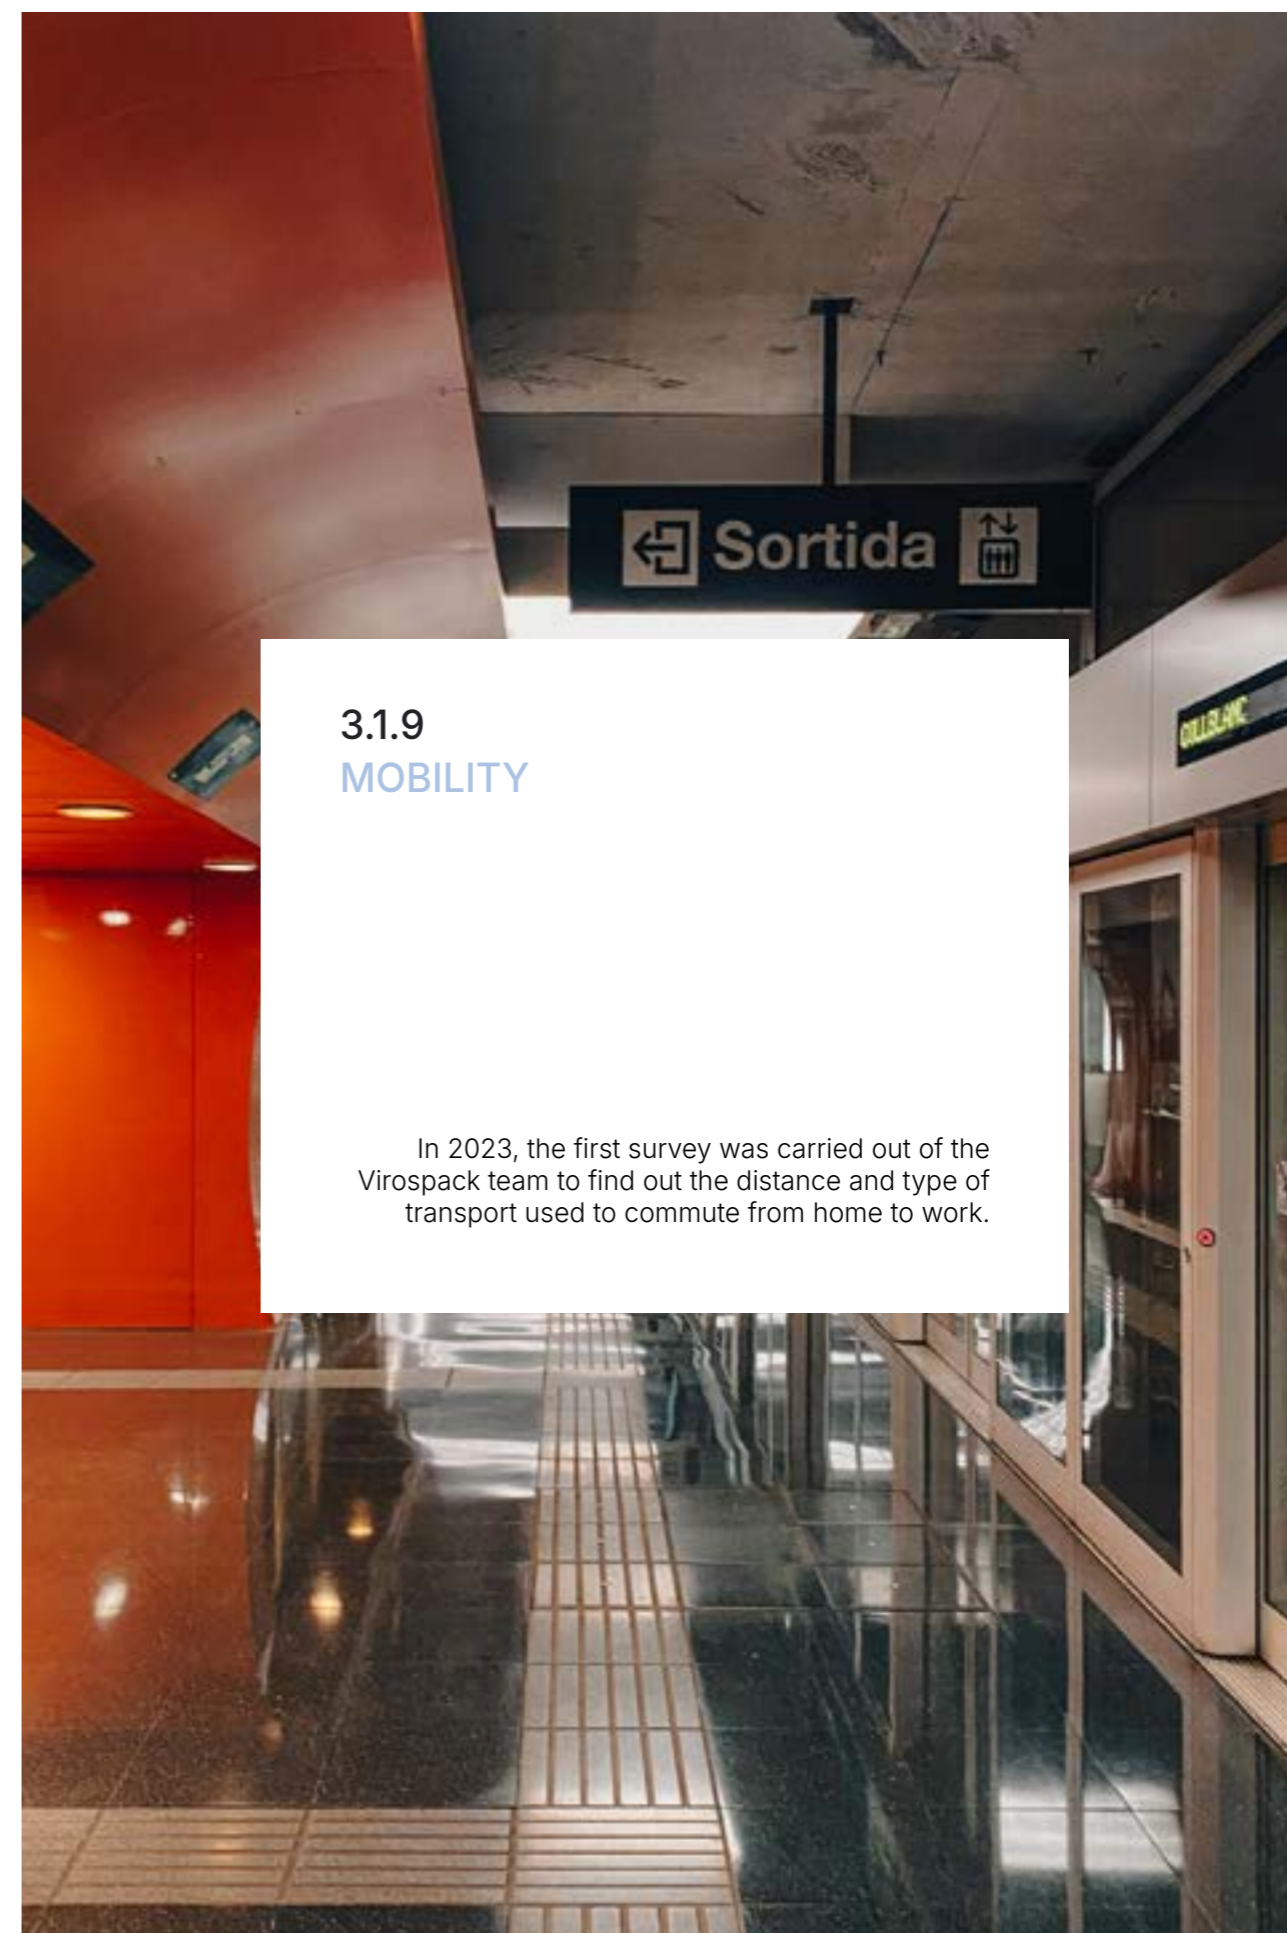 Sortida
COLLBLANC
3.1.9
MOBILITY
In 2023, the first survey was carried out of the
Virospack team to find out the distance and type of
transport used to commute from home to work.